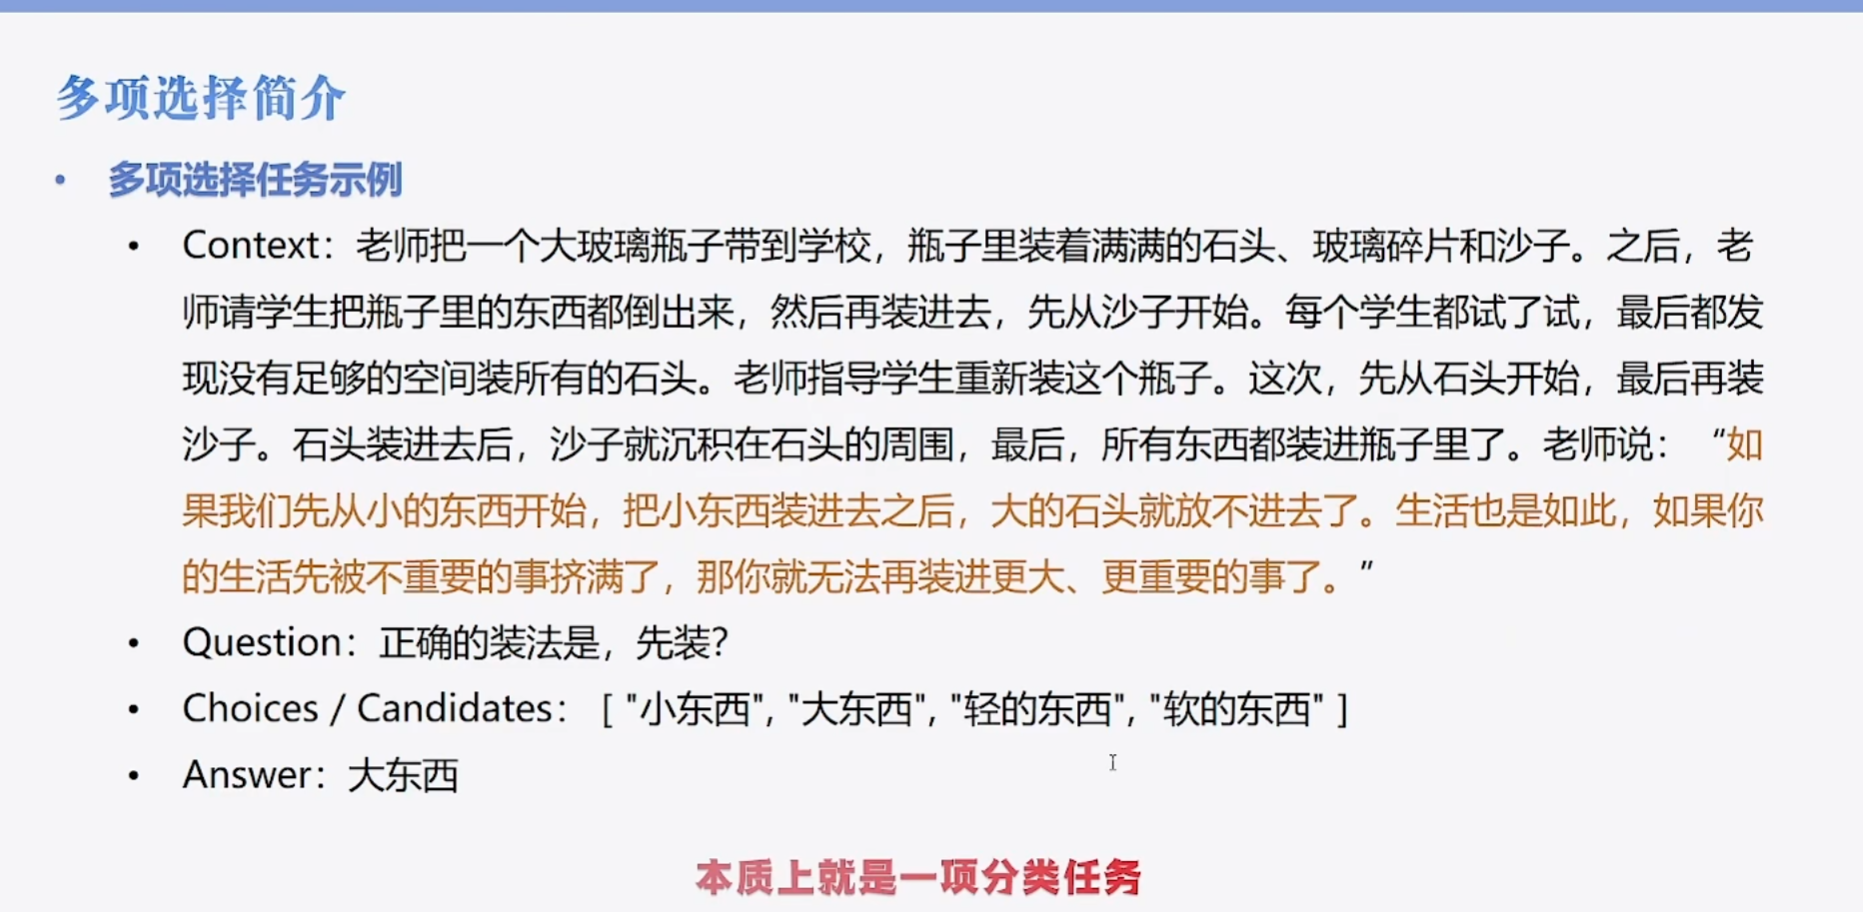 多项选择简介
• 多项选择任务示例
• Context：老师把一个大玻璃瓶子带到学校，瓶子里装着满满的石头、玻璃碎片和沙子。之后，老
师请学生把瓶子里的东西都倒出来，然后再装进去，先从沙子开始。每个学生都试了试，最后都发
现没有足够的空间装所有的石头。老师指导学生重新装这个瓶子。这次，先从石头开始，最后再装
沙子。石头装进去后，沙子就沉积在石头的周围，最后，所有东西都装进瓶子里了。老师说：“如
果我们先从小的东西开始，把小东西装进去之后，大的石头就放不进去了。生活也是如此，如果你
的生活先被不重要的事挤满了，那你就无法再装进更大、更重要的事了。”
• Question：正确的装法是，先装？
• Choices / Candidates： [ "小东西", "大东西", "轻的东西", "软的东西" ]
• Answer：大东西
本质上就是一项分类任务